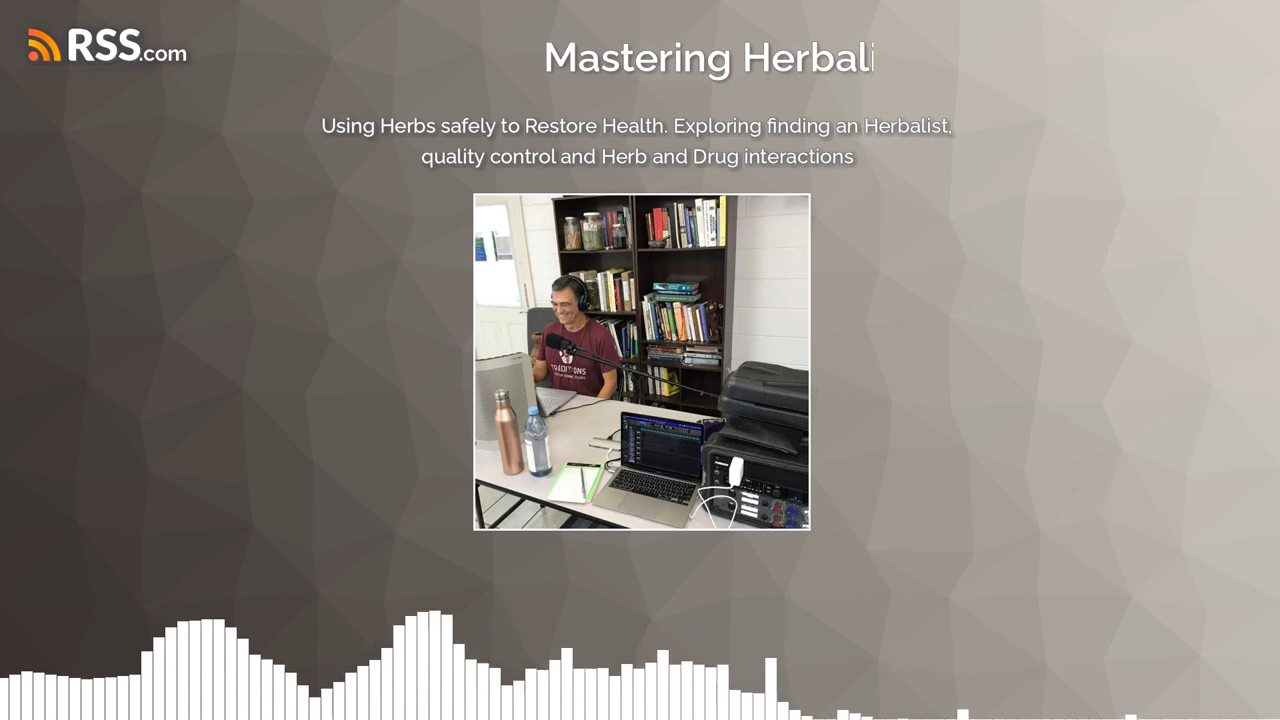 RSS.com
Mastering Herbali
Using Herbs safely to Restore Health. Exploring finding an Herbalist,
quality control and Herb and Drug interactions
TRADITIONS